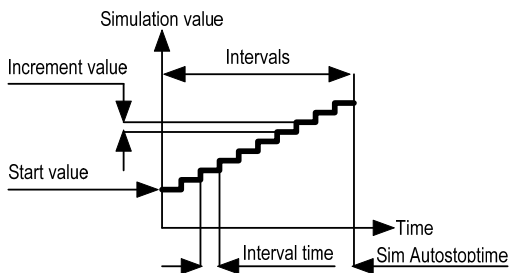 Simulation value
Intervals
Increment value
Start value
Time
Interval time
Sim Autostoptime